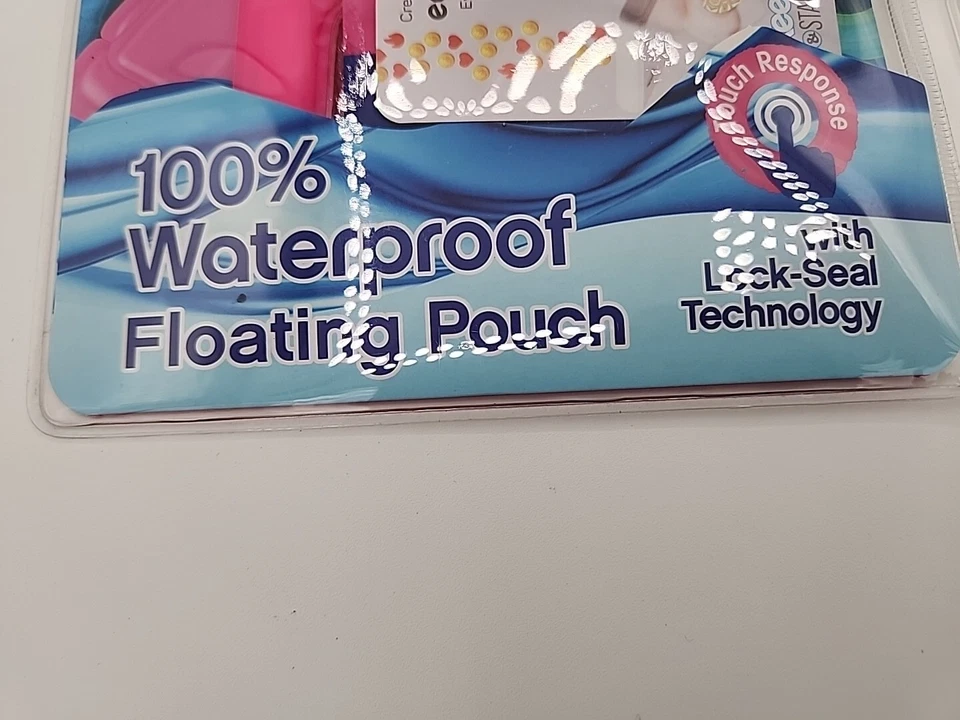 Touch Response
100%
Waterproof
Floating Pouch
with
Lock-Seal
Technology